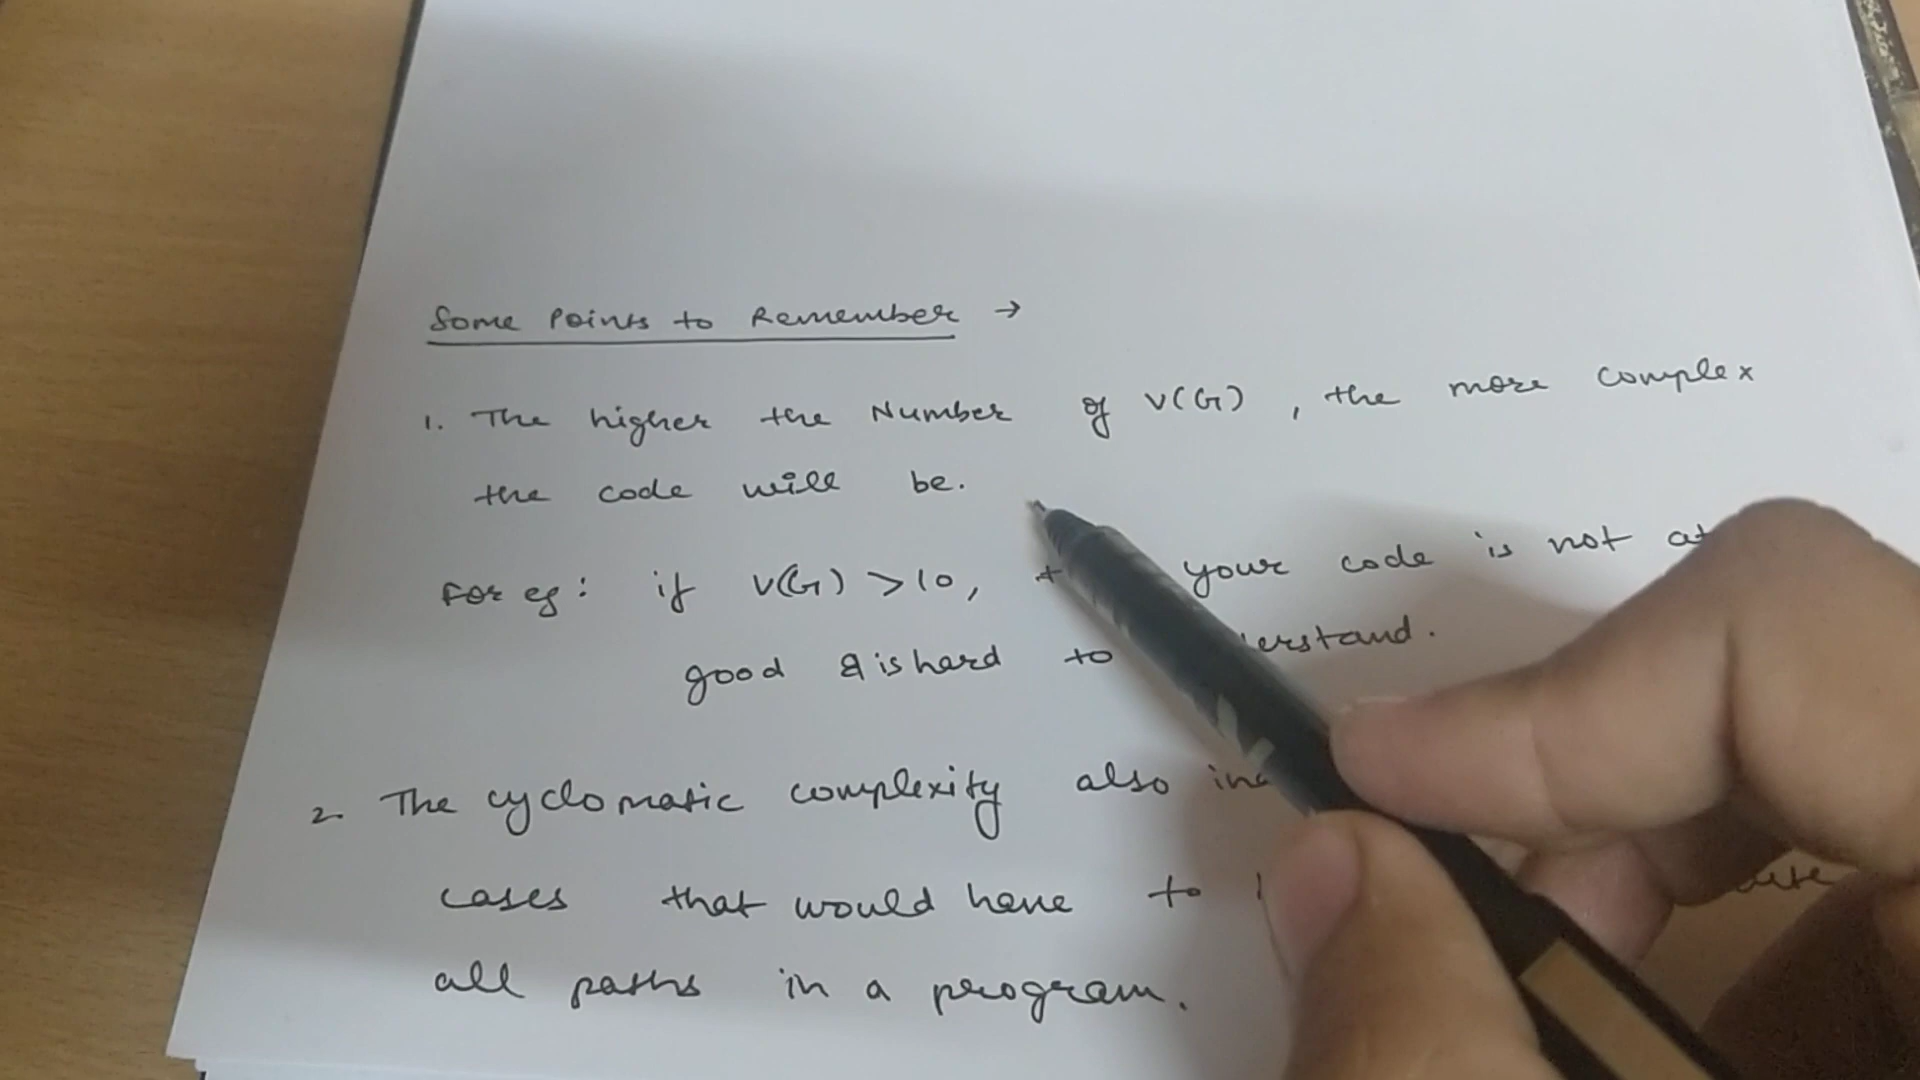 Some Points to Remember →
1. The higher the Number of V(G), the more complex
the code will be.
For eg: if V(G) > 10, your code is not at
good & is hard to
2. The cyclomatic complexity also
cases that would have to
all paths in a program.